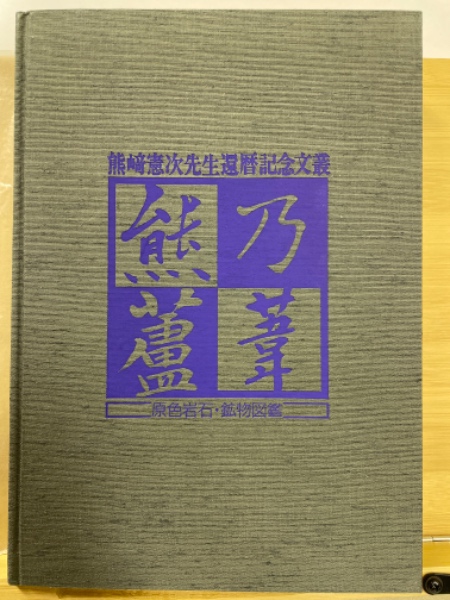 熊﨑憲次先生還暦記念文叢
熊乃
蘆葦
原色岩石・鉱物図鑑